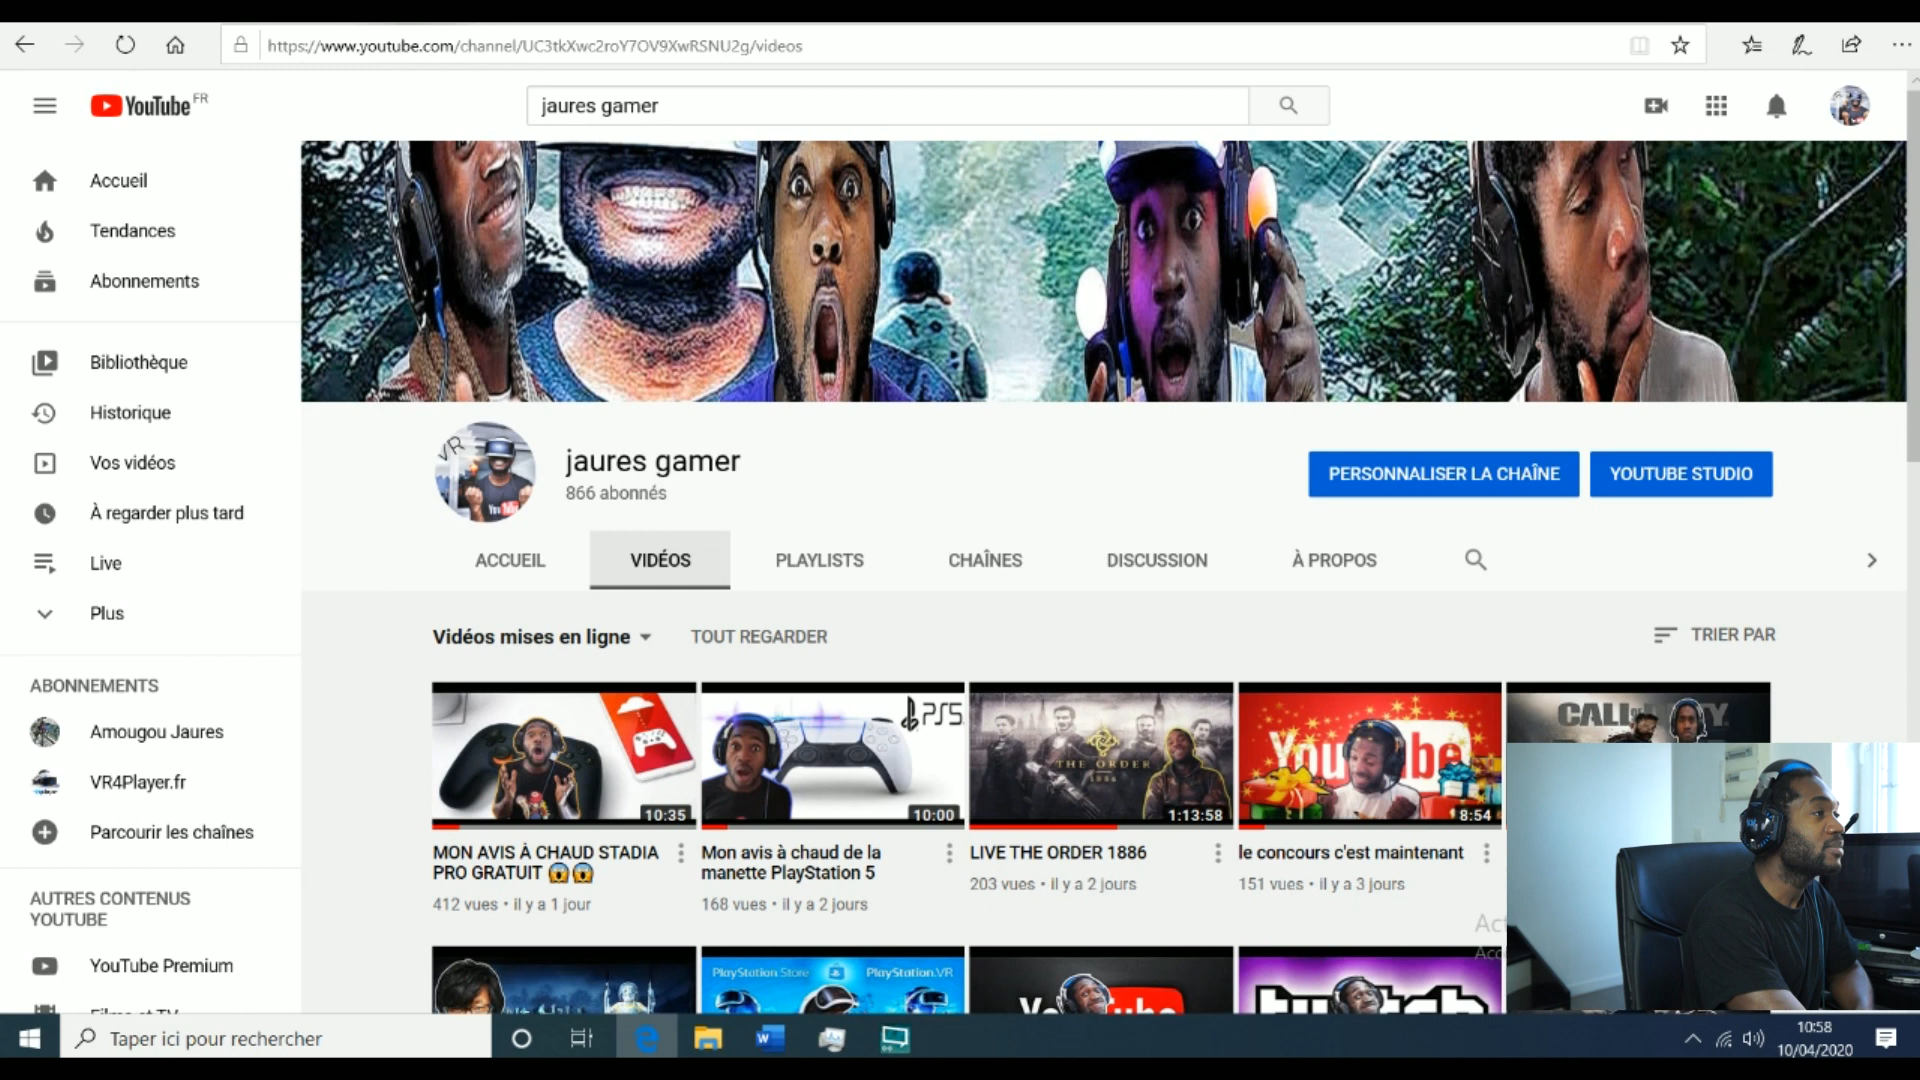 https://www.youtube.com/channel/UC3tkXwc2roY7OV9XwRSNU2g/videos
YouTube FR
jaures gamer
Accueil
Tendances
Abonnements
Bibliothèque
Historique
Vos vidéos
À regarder plus tard
Live
Plus
ABONNEMENTS
Amougou Jaures
VR4Player.fr
Parcourir les chaînes
AUTRES CONTENUS
YOUTUBE
YouTube Premium
VR
jaures gamer
866 abonnés
PERSONNALISER LA CHAÎNE
YOUTUBE STUDIO
ACCUEIL
VIDÉOS
PLAYLISTS
CHAÎNES
DISCUSSION
À PROPOS
Vidéos mises en ligne
TOUT REGARDER
TRIER PAR
10:35
MON AVIS À CHAUD STADIA
PRO GRATUIT 😱😱
412 vues • il y a 1 jour
PS5
10:00
Mon avis à chaud de la
manette PlayStation 5
168 vues • il y a 2 jours
THE ORDER
1886
1:13:58
LIVE THE ORDER 1886
203 vues • il y a 2 jours
8:54
le concours c'est maintenant
151 vues • il y a 3 jours
CALL
PlayStation Store
PlayStation VR
Taper ici pour rechercher
10:58
10/04/2020